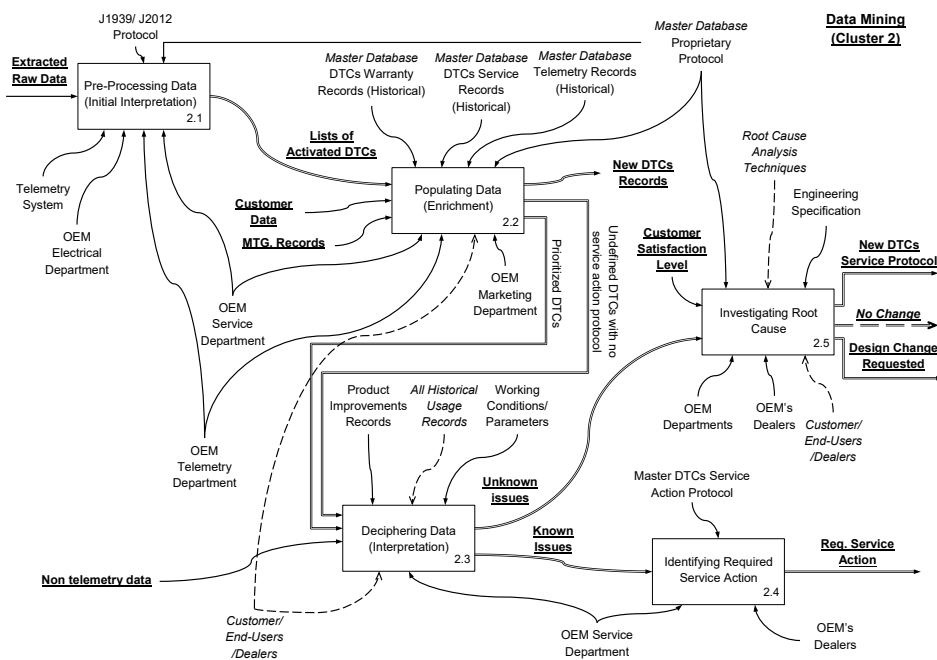 J1939/ J2012
Protocol
Master Database
Proprietary
Protocol
Data Mining
(Cluster 2)
Extracted
Raw Data
Pre-Processing Data
(Initial Interpretation)
2.1
Master Database
DTCs Warranty
Records (Historical)
Master Database
DTCs Service
Records
(Historical)
Master Database
Telemetry Records
(Historical)
Lists of
Activated DTCs
Root Cause
Analysis
Techniques
Telemetry
System
OEM
Electrical
Department
Customer
Data
MTG. Records
Populating Data
(Enrichment)
2.2
New DTCs
Records
Engineering
Specification
Customer
Satisfaction
Level
New DTCs
Service Protocol
OEM
Service
Department
OEM
Marketing
Department
Prioritized DTCs
Undefined DTCs with no
service action protocol
Investigating Root
Cause
2.5
No Change
Design Change
Requested
Product
Improvements
Records
All Historical
Usage
Records
Working
Conditions/
Parameters
OEM
Departments
OEM's
Dealers
Customer/
End-Users
/Dealers
OEM
Telemetry
Department
Unknown
issues
Master DTCs Service
Action Protocol
Deciphering Data
(Interpretation)
2.3
Known
Issues
Identifying Required
Service Action
2.4
Req. Service
Action
Non telemetry data
Customer/
End-Users
/Dealers
OEM Service
Department
OEM's
Dealers